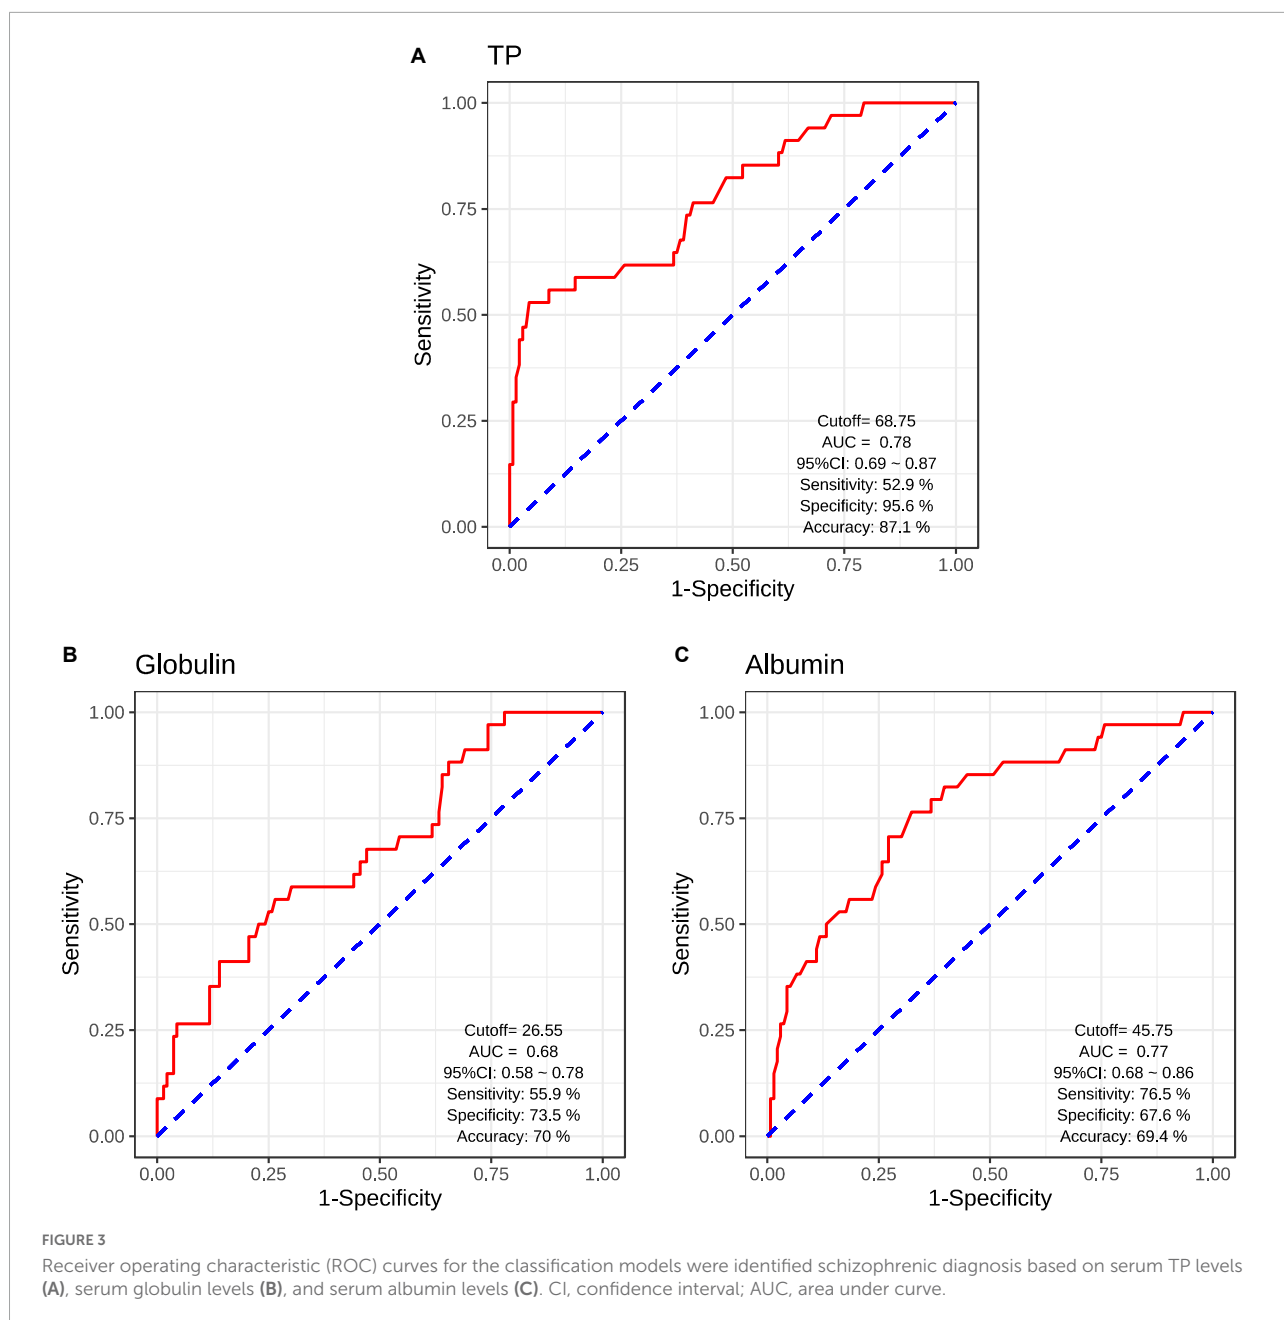 A TP
1.00
0.75
0.50
0.25
0.00
Sensitivity
Cutoff= 68.75
AUC = 0.78
95%CI: 0.69 ~ 0.87
Sensitivity: 52.9 %
Specificity: 95.6 %
Accuracy: 87.1 %
0.00 0.25 0.50 0.75 1.00
1-Specificity
B Globulin
1.00
0.75
0.50
0.25
0.00
Sensitivity
Cutoff= 26.55
AUC = 0.68
95%CI: 0.58 ~ 0.78
Sensitivity: 55.9 %
Specificity: 73.5 %
Accuracy: 70 %
0.00 0.25 0.50 0.75 1.00
1-Specificity
C Albumin
1.00
0.75
0.50
0.25
0.00
Sensitivity
Cutoff= 45.75
AUC = 0.77
95%CI: 0.68 ~ 0.86
Sensitivity: 76.5 %
Specificity: 67.6 %
Accuracy: 69.4 %
0.00 0.25 0.50 0.75 1.00
1-Specificity
FIGURE 3
Receiver operating characteristic (ROC) curves for the classification models were identified schizophrenic diagnosis based on serum TP levels
(A), serum globulin levels (B), and serum albumin levels (C). CI, confidence interval; AUC, area under curve.